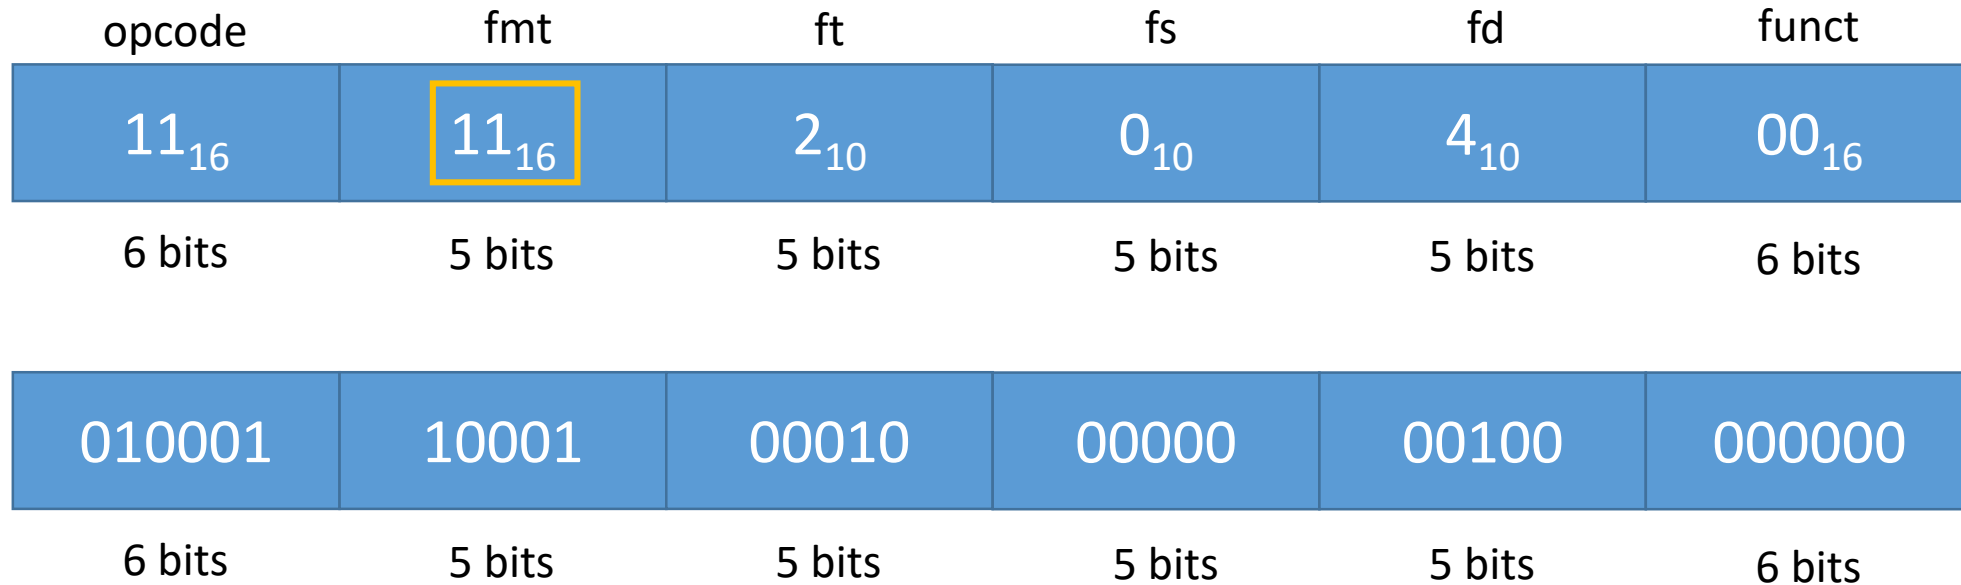 opcode fmt ft fs fd funct
11₁₆ 11₁₆ 2₁₀ 0₁₀ 4₁₀ 00₁₆
6 bits 5 bits 5 bits 5 bits 5 bits 6 bits
010001 10001 00010 00000 00100 000000
6 bits 5 bits 5 bits 5 bits 5 bits 6 bits